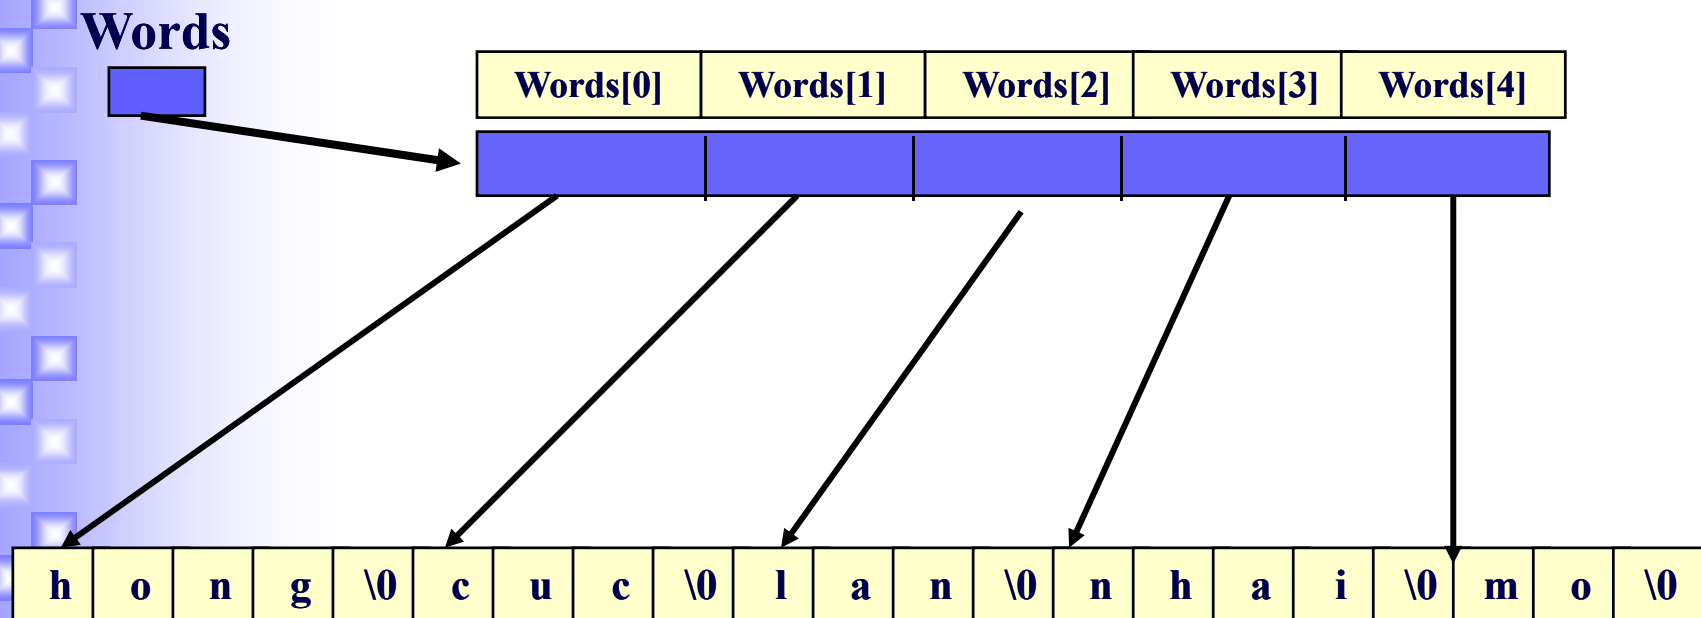 Words
Words[0] Words[1] Words[2] Words[3] Words[4]
h o n g \0 c u c \0 l a n \0 n h a i \0 m o \0